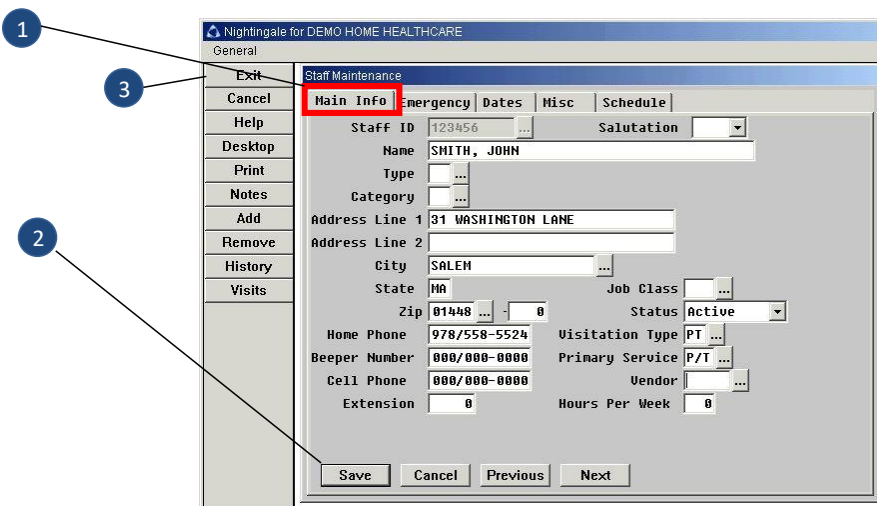 1
Nightingale for DEMO HOME HEALTHCARE
General
3
Exit
Cancel
Help
Desktop
Print
Notes
Add
Remove
History
Visits
2
Staff Maintenance
Main Info Emergency Dates Misc Schedule
Staff ID 123456 ... Salutation
Name SMITH, JOHN
Type ...
Category ...
Address Line 1 31 WASHINGTON LANE
Address Line 2
City SALEM ...
State MA Job Class ...
Zip 01448 ... - 0 Status Active
Home Phone 978/558-5524 Visitation Type PT ...
Beeper Number 000/000-0000 Primary Service P/T ...
Cell Phone 000/000-0000 Vendor ...
Extension 0 Hours Per Week 0
Save Cancel Previous Next